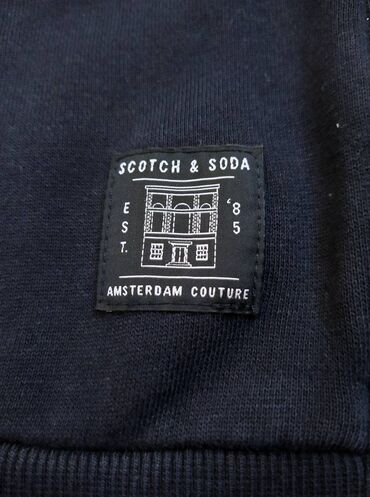 SCOTCH & SODA
EST.
'85
AMSTERDAM COUTURE